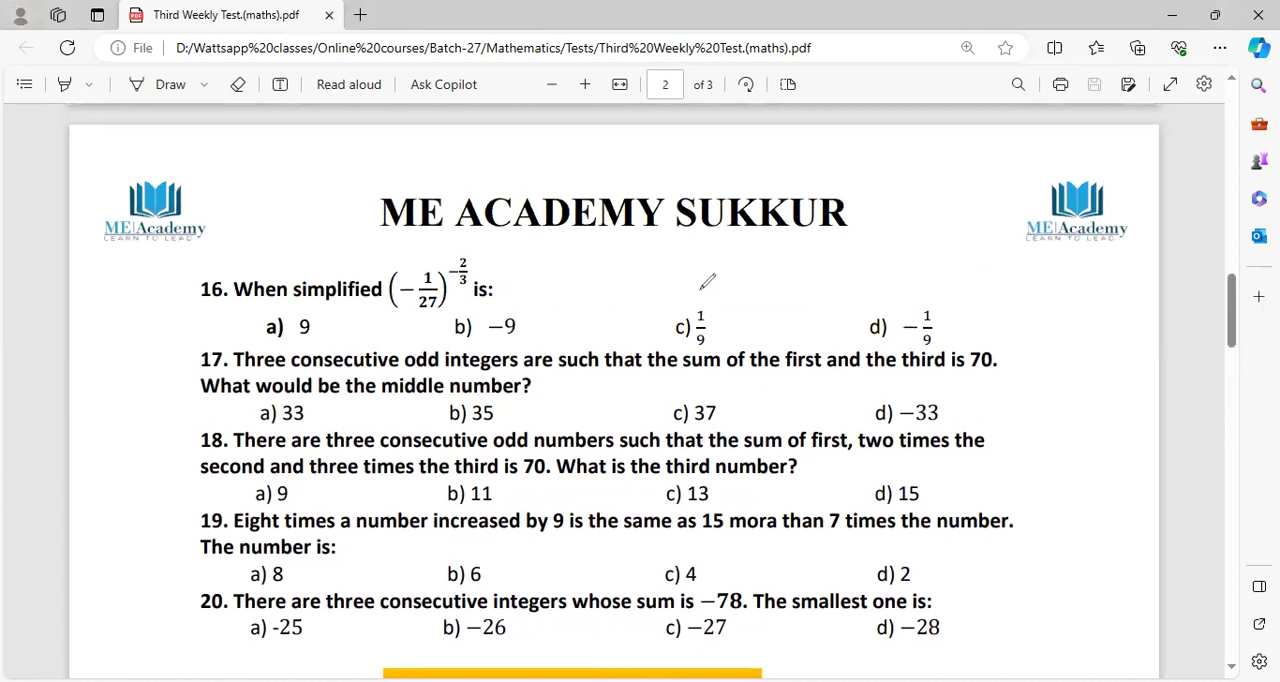 Third Weekly Test.(maths).pdf
File D:/Wattsapp%20classes/Online%20courses/Batch-27/Mathematics/Tests/Third%20Weekly%20Test.(maths).pdf
Draw Read aloud Ask Copilot 2 of 3
ME ACADEMY SUKKUR
ME Academy
LEARN TO LEAD
ME Academy
LEARN TO LEAD
16. When simplified (−1/27)^−2/3 is:
a) 9 b) −9 c) 1/9 d) −1/9
17. Three consecutive odd integers are such that the sum of the first and the third is 70.
What would be the middle number?
a) 33 b) 35 c) 37 d) −33
18. There are three consecutive odd numbers such that the sum of first, two times the
second and three times the third is 70. What is the third number?
a) 9 b) 11 c) 13 d) 15
19. Eight times a number increased by 9 is the same as 15 mora than 7 times the number.
The number is:
a) 8 b) 6 c) 4 d) 2
20. There are three consecutive integers whose sum is −78. The smallest one is:
a) -25 b) −26 c) −27 d) −28